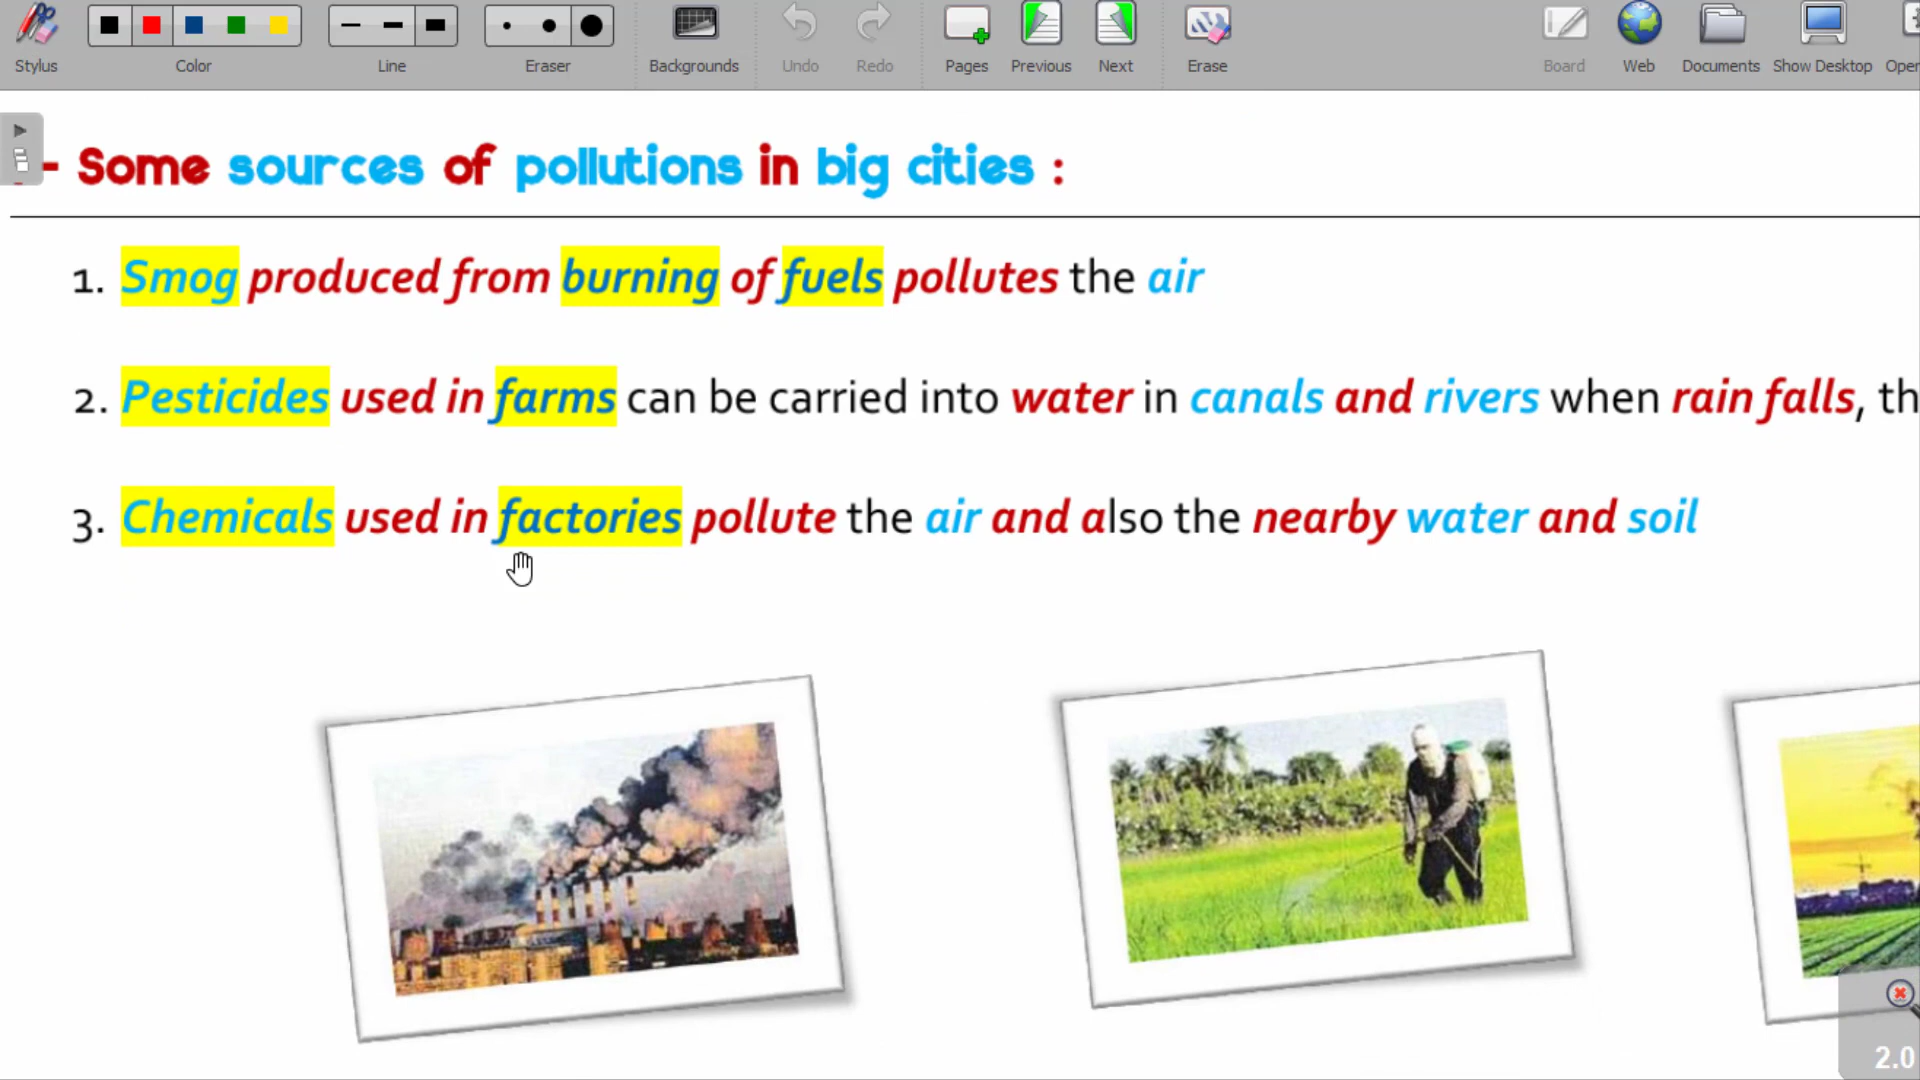 Stylus Color Line Eraser Backgrounds Undo Redo Pages Previous Next Erase Board Web Documents Show Desktop
- Some sources of pollutions in big cities :
1. Smog produced from burning of fuels pollutes the air
2. Pesticides used in farms can be carried into water in canals and rivers when rain falls,
3. Chemicals used in factories pollute the air and also the nearby water and soil
2.0